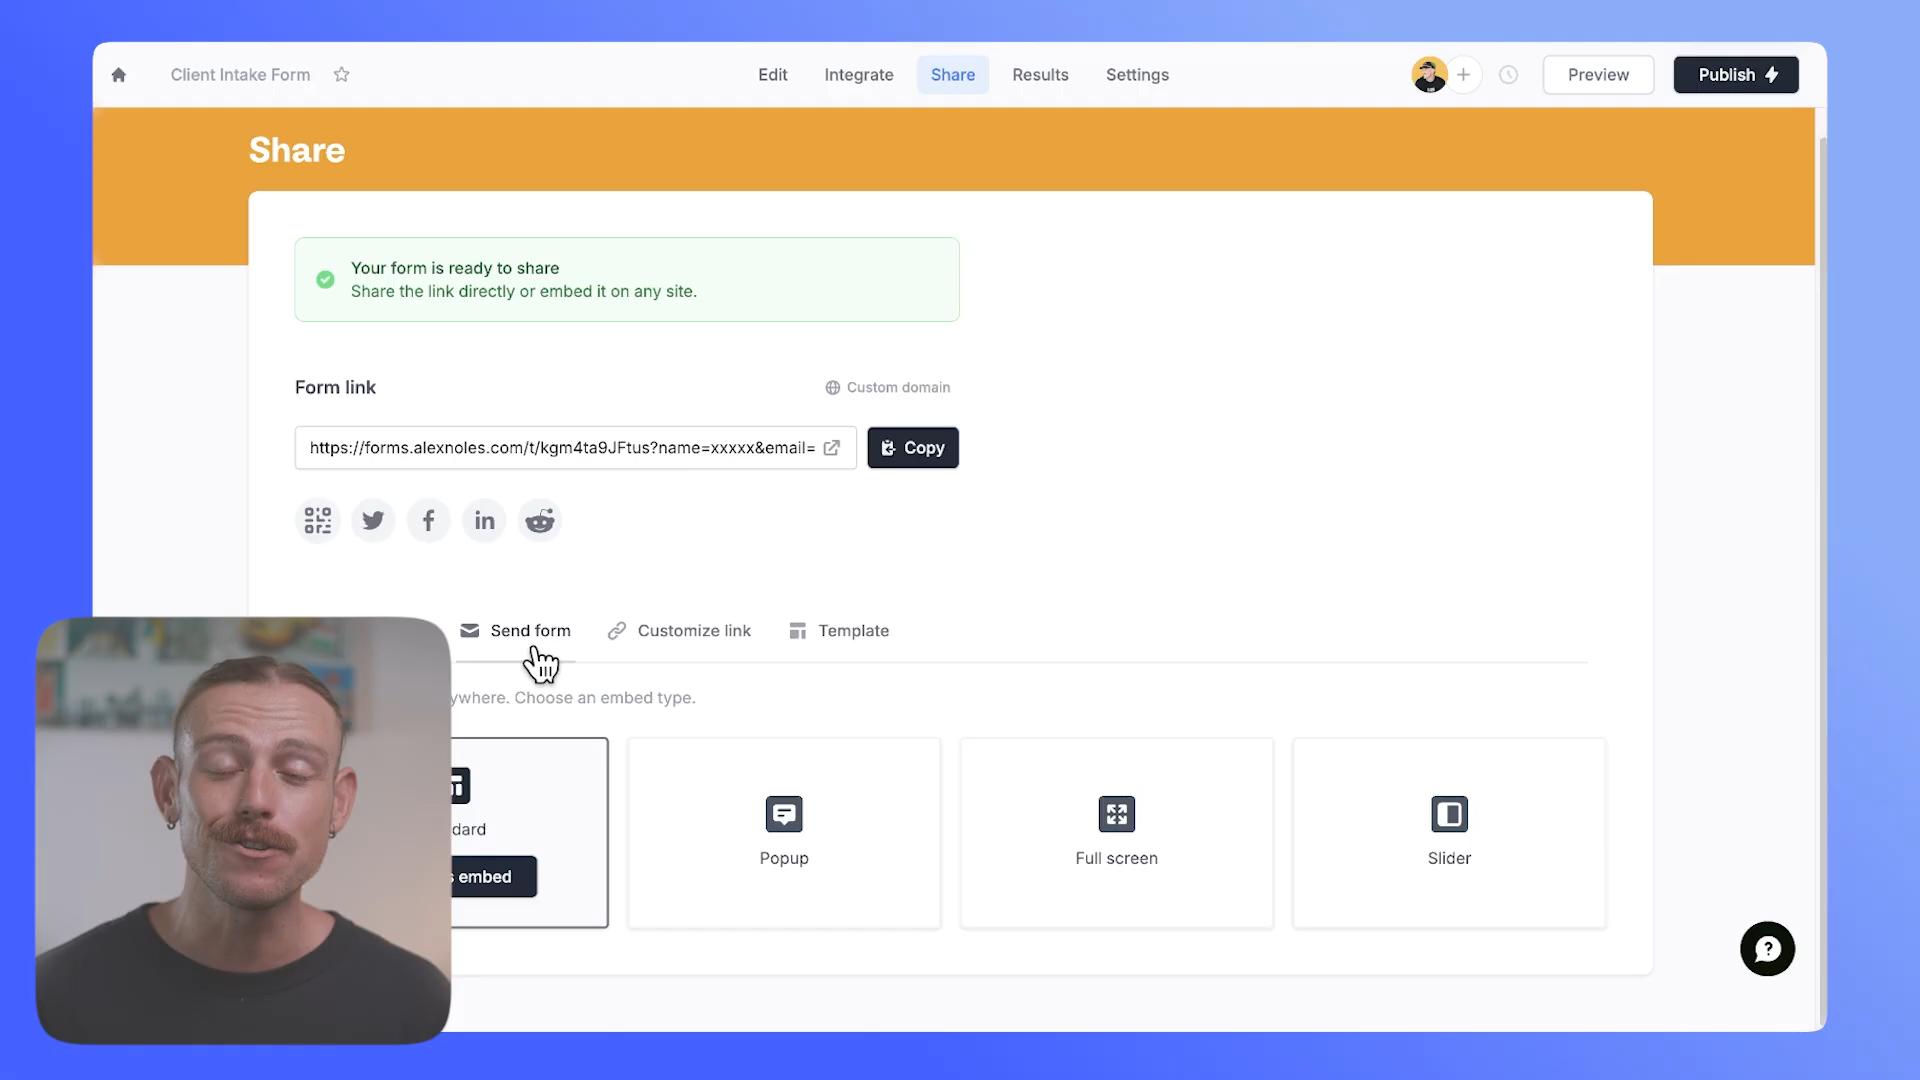 Client Intake Form
Edit
Integrate
Share
Results
Settings
Preview
Publish
Share
Your form is ready to share
Share the link directly or embed it on any site.
Form link
Custom domain
https://forms.alexnoles.com/t/kgm4ta9JFtus?name=xxxxx&email=
Copy
Send form
Customize link
Template
ywhere. Choose an embed type.
dard
s embed
Popup
Full screen
Slider